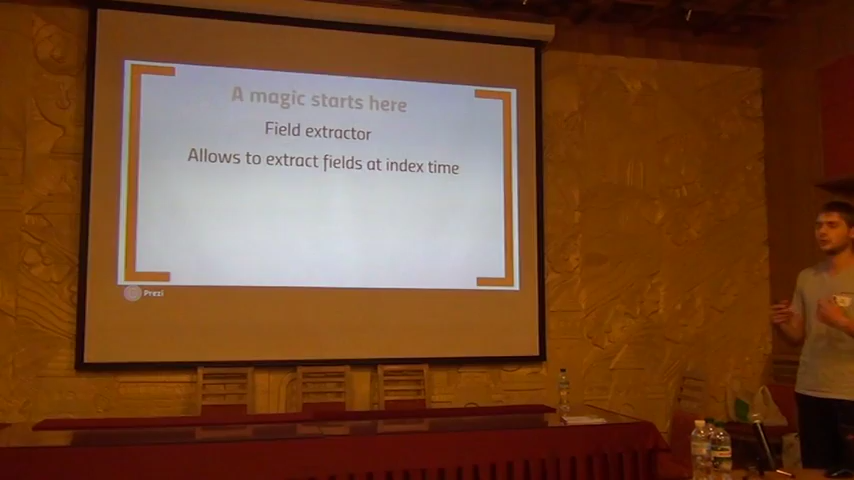 A magic starts here
Field extractor
Allows to extract fields at index time
Prezi